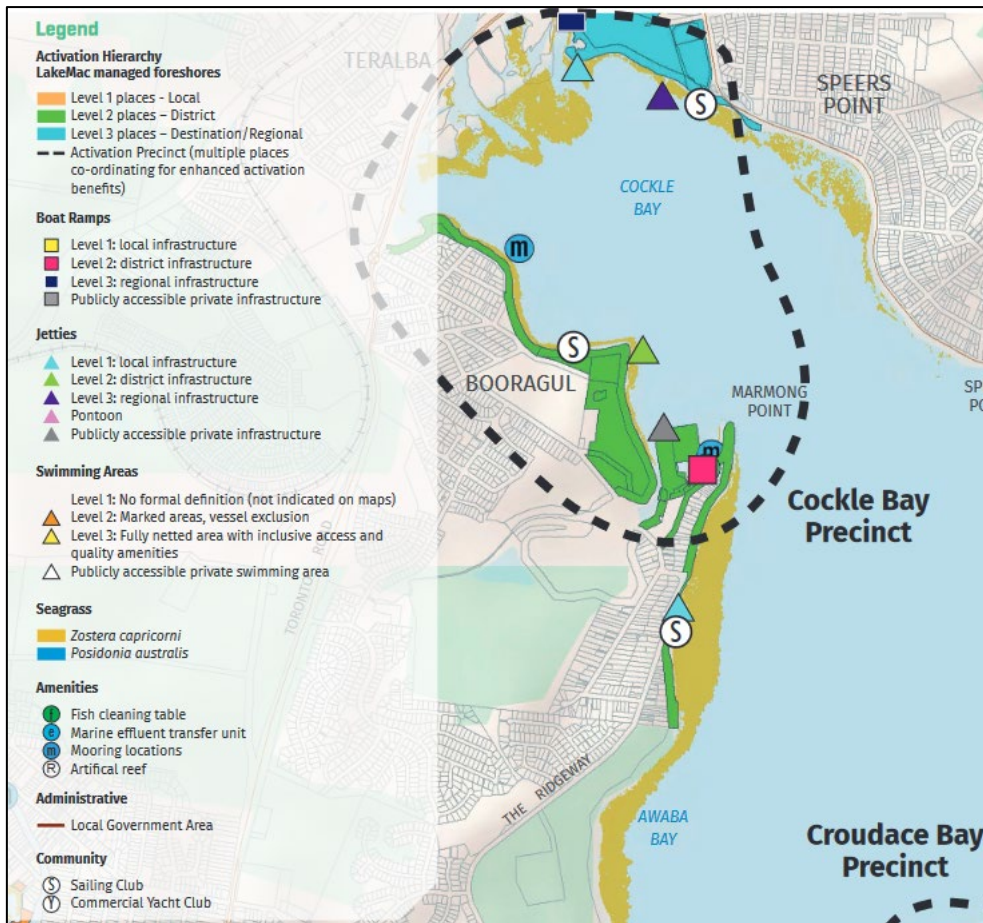 Legend
Activation Hierarchy
LakeMac managed foreshores
Level 1 places - Local
Level 2 places – District
Level 3 places – Destination/Regional
Activation Precinct (multiple places
co-ordinating for enhanced activation
benefits)
Boat Ramps
Level 1: local infrastructure
Level 2: district infrastructure
Level 3: regional infrastructure
Publicly accessible private infrastructure
Jetties
Level 1: local infrastructure
Level 2: district infrastructure
Level 3: regional infrastructure
Pontoon
Publicly accessible private infrastructure
Swimming Areas
Level 1: No formal definition (not indicated on maps)
Level 2: Marked areas, vessel exclusion
Level 3: Fully netted area with inclusive access and
quality amenities
Publicly accessible private swimming area
Seagrass
Zostera capricorni
Posidonia australis
Amenities
f Fish cleaning table
e Marine effluent transfer unit
m Mooring locations
R Artifical reef
Administrative
Local Government Area
Community
S Sailing Club
Y Commercial Yacht Club
TERALBA
SPEERS
POINT
S
COCKLE
BAY
m
S
BOORAGUL
MARMONG
POINT
SP
PO
m
Cockle Bay
Precinct
TORONTO ROAD
S
THE RIDGEWAY
AWABA
BAY
Croudace Bay
Precinct